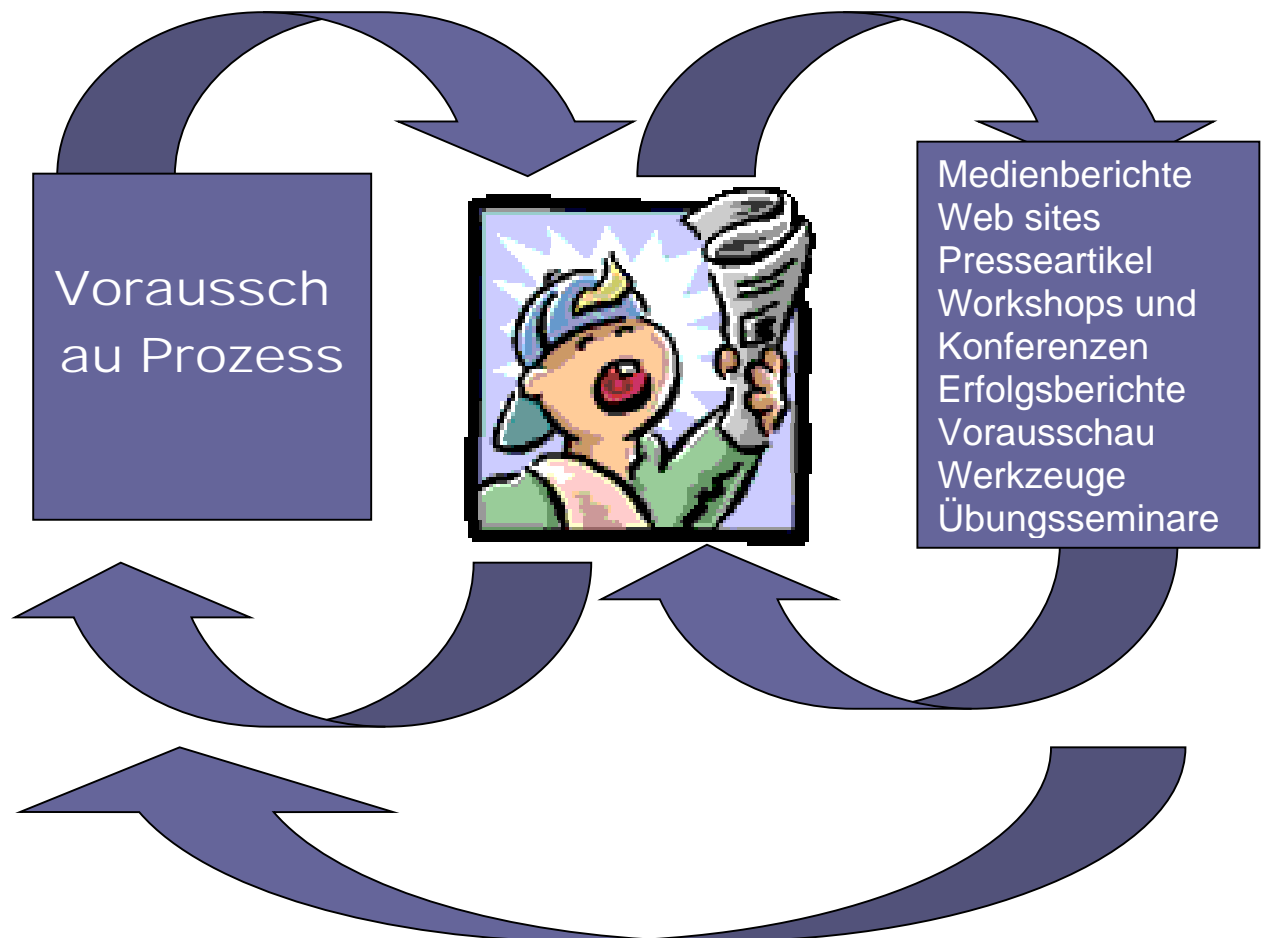 Voraussch
au Prozess
Medienberichte
Web sites
Presseartikel
Workshops und
Konferenzen
Erfolgsberichte
Vorausschau
Werkzeuge
Übungsseminare